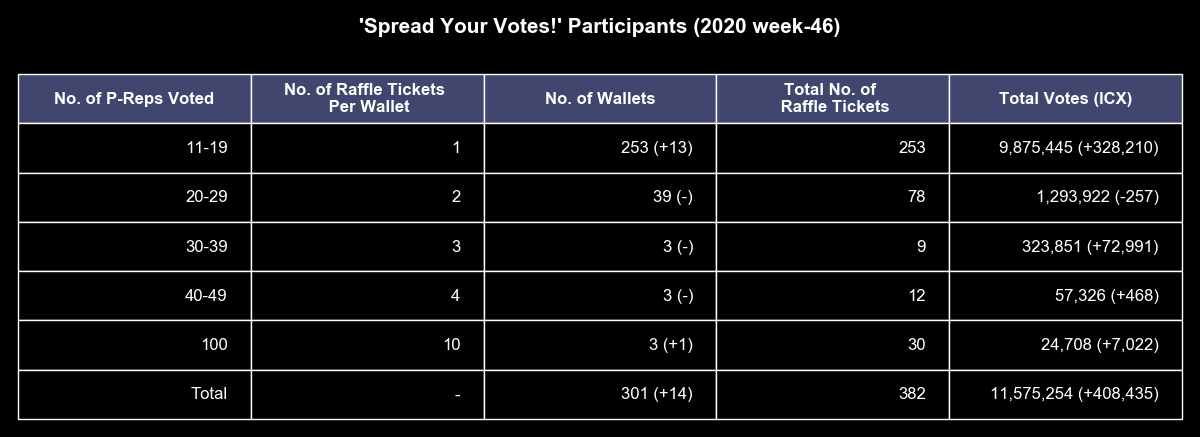 'Spread Your Votes!' Participants (2020 week-46)
No. of P-Reps Voted
No. of Raffle Tickets
Per Wallet
No. of Wallets
Total No. of
Raffle Tickets
Total Votes (ICX)
11-19 1 253 (+13) 253 9,875,445 (+328,210)
20-29 2 39 (-) 78 1,293,922 (-257)
30-39 3 3 (-) 9 323,851 (+72,991)
40-49 4 3 (-) 12 57,326 (+468)
100 10 3 (+1) 30 24,708 (+7,022)
Total - 301 (+14) 382 11,575,254 (+408,435)